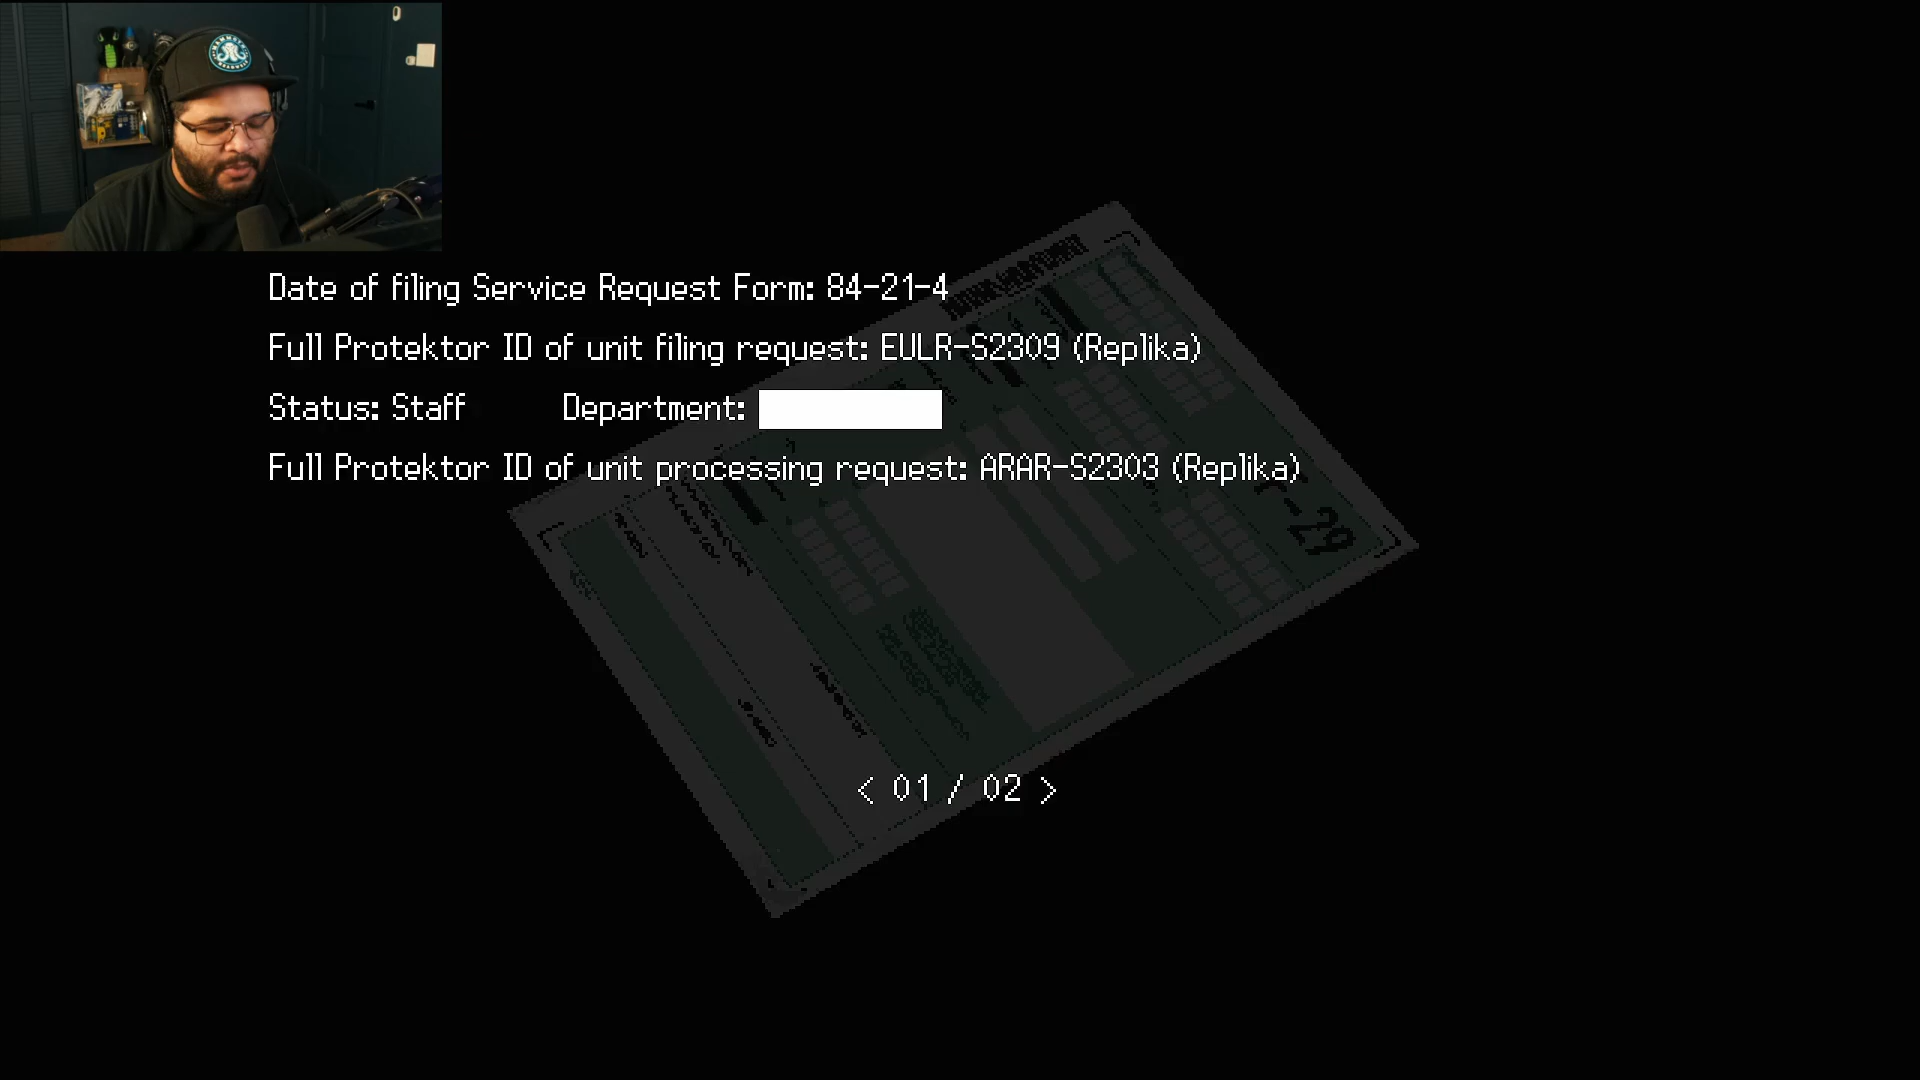 Date of filing Service Request Form: 84-21-4
Full Protektor ID of unit filing request: EULR-S2309 (Replika)
Status: Staff Department:
Full Protektor ID of unit processing request: ARAR-S2303 (Replika)
T-29
< 01 / 02 >